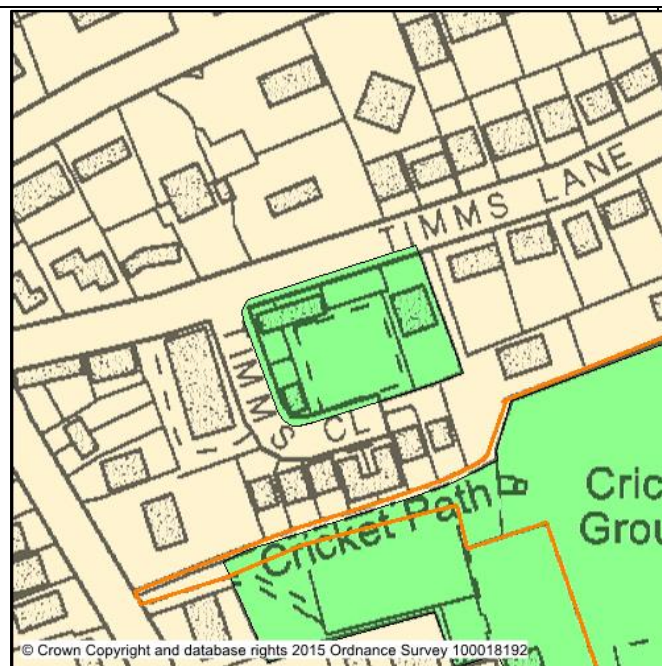 TIMMS LANE
TIMMS CL
Cricket Path
Cric
Grou
© Crown Copyright and database rights 2015 Ordnance Survey 100018192